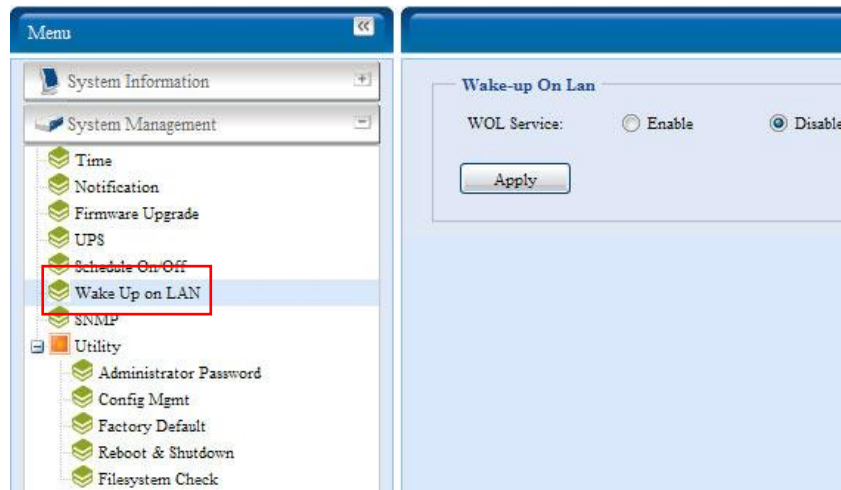 Menu
System Information
System Management
Time
Notification
Firmware Upgrade
UPS
Schedule On/Off
Wake Up on LAN
SNMP
Utility
Administrator Password
Config Mgmt
Factory Default
Reboot & Shutdown
Filesystem Check
Wake-up On Lan
WOL Service: Enable Disable
Apply